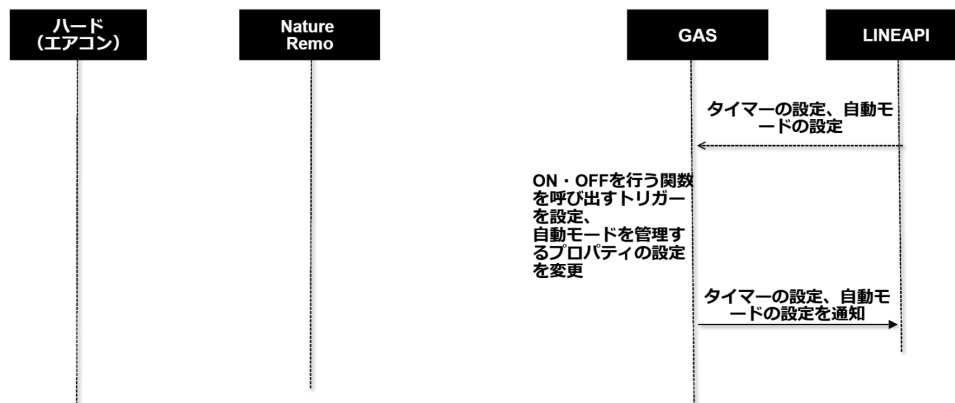 ハード
（エアコン）
Nature
Remo
GAS
LINEAPI
タイマーの設定、自動モ
ードの設定
ON・OFFを行う関数
を呼び出すトリガー
を設定、
自動モードを管理す
るプロパティの設定
を変更
タイマーの設定、自動モ
ードの設定を通知